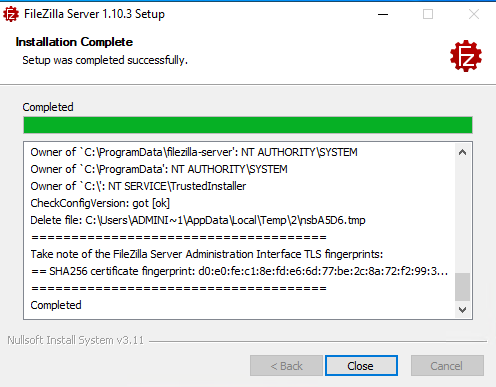 FileZilla Server 1.10.3 Setup
Installation Complete
Setup was completed successfully.
Completed
Owner of `C:\ProgramData\filezilla-server': NT AUTHORITY\SYSTEM
Owner of `C:\ProgramData': NT AUTHORITY\SYSTEM
Owner of `C:\': NT SERVICE\TrustedInstaller
CheckConfigVersion: got [ok]
Delete file: C:\Users\ADMINI~1\AppData\Local\Temp\2\nsbA5D6.tmp
=====================================
Take note of the FileZilla Server Administration Interface TLS fingerprints:
== SHA256 certificate fingerprint: d0:e0:fe:c1:8e:fd:e6:6d:77:be:2c:8a:72:f2:99:3...
=====================================
Completed
Nullsoft Install System v3.11
< Back
Close
Cancel